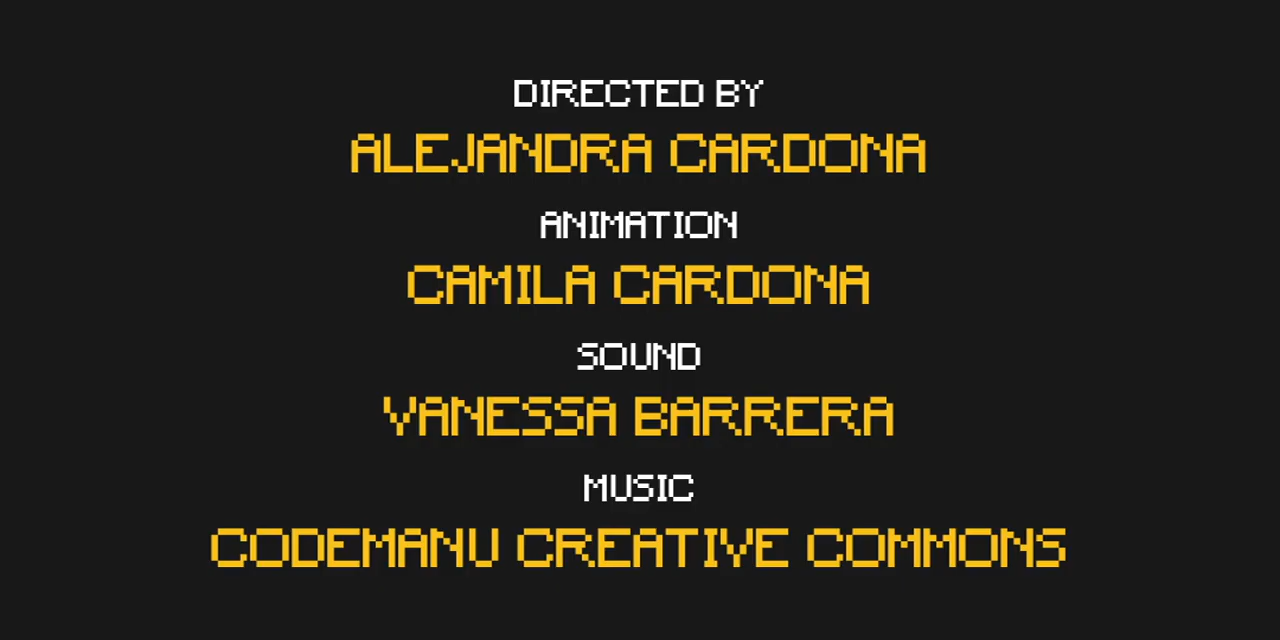 DIRECTED BY
ALEJANDRA CARDONA
ANIMATION
CAMILA CARDONA
SOUND
VANESSA BARRERA
MUSIC
CODEMANU CREATIVE COMMONS